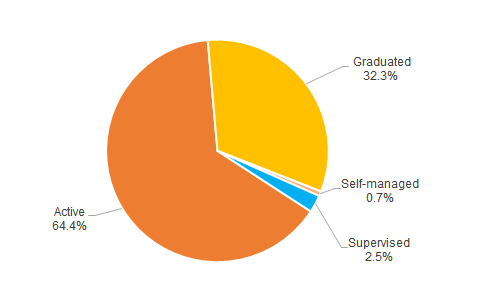 Graduated
32.3%
Self-managed
0.7%
Supervised
2.5%
Active
64.4%